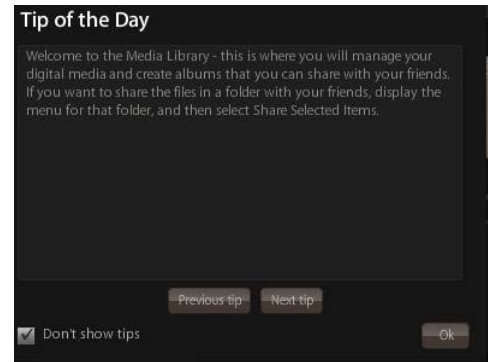 Tip of the Day
Welcome to the Media Library - this is where you will manage your
digital media and create albums that you can share with your friends.
If you want to share the files in a folder with your friends, display the
menu for that folder, and then select Share Selected Items.
Previous tip Next tip
Don't show tips Ok